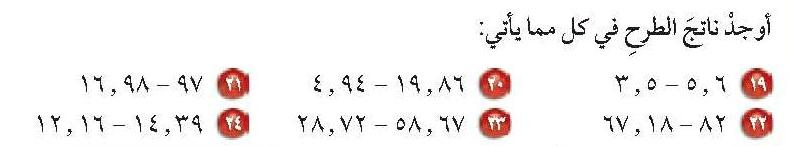 أوجدْ ناتجَ الطرحِ في كل مما يأتي:
١٩ ٥,٦ – ٣,٥ ٢٠ ١٩,٨٦ – ٤,٩٤ ٢١ ٩٧ – ١٦,٩٨
٢٢ ٨٢ – ٦٧,١٨ ٢٣ ٥٨,٦٧ – ٢٨,٧٢ ٢٤ ١٤,٣٩ – ١٢,١٦